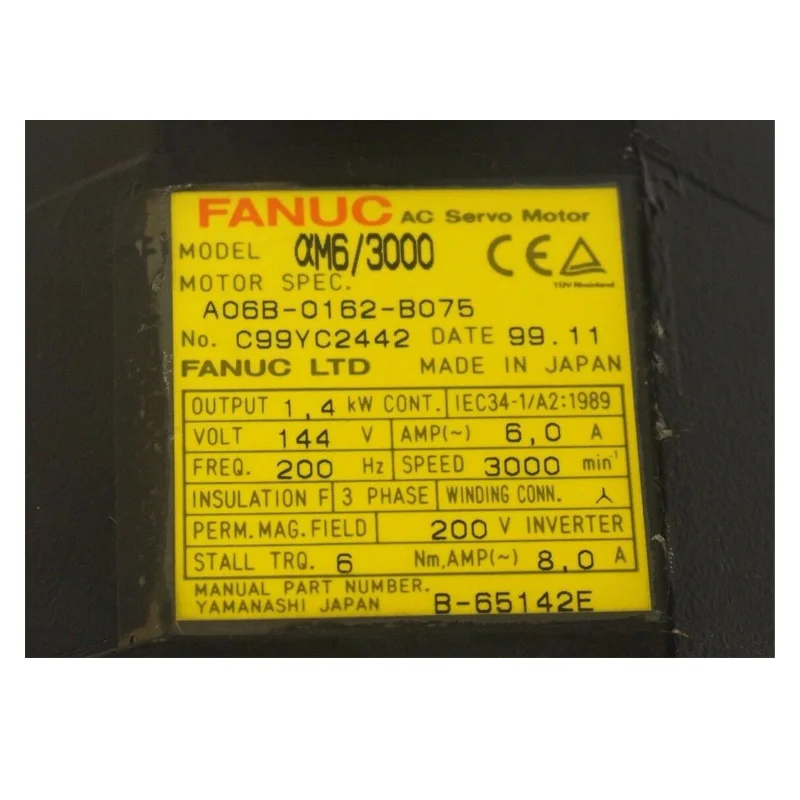 FANUC AC Servo Motor
MODEL αM6/3000 CE
MOTOR SPEC. TÜV Rheinland
A06B-0162-B075
No. C99YC2442 DATE 99.11
FANUC LTD MADE IN JAPAN
OUTPUT 1,4 kW CONT. IEC34-1/A2:1989
VOLT 144 V AMP(~) 6,0 A
FREQ. 200 Hz SPEED 3000 min⁻¹
INSULATION F 3 PHASE WINDING CONN. ⅄
PERM.MAG.FIELD 200 V INVERTER
STALL TRQ. 6 Nm,AMP(~) 8,0 A
MANUAL PART NUMBER.
YAMANASHI JAPAN B-65142E